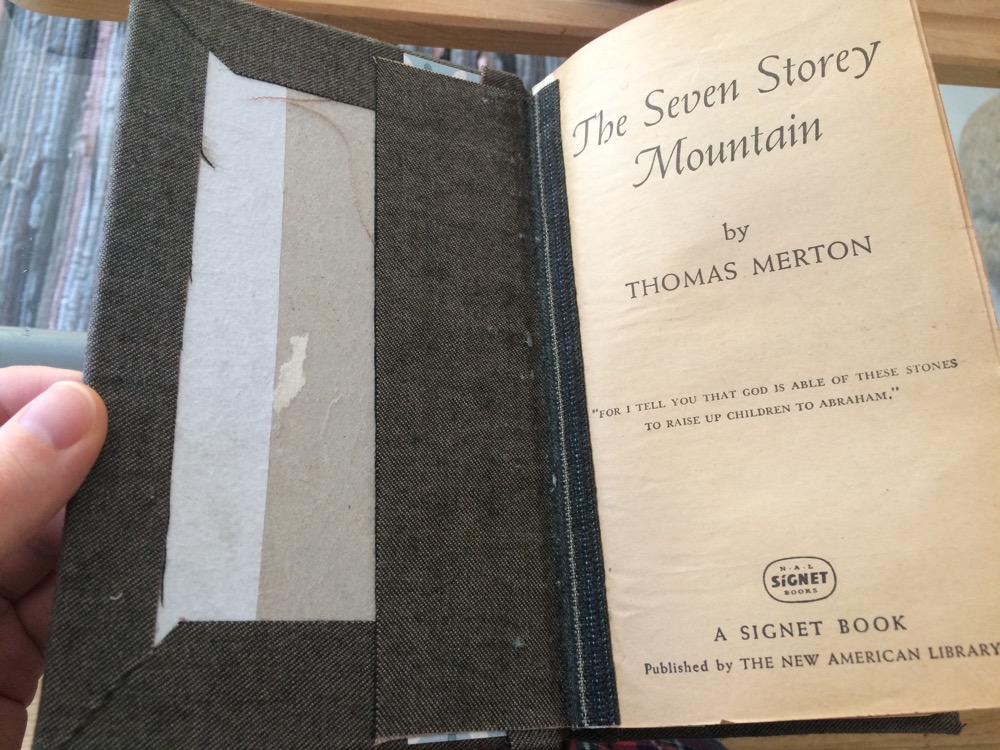 The Seven Storey
Mountain
by
THOMAS MERTON
"FOR I TELL YOU THAT GOD IS ABLE OF THESE STONES
TO RAISE UP CHILDREN TO ABRAHAM."
N·A·L
SIGNET
BOOKS
A SIGNET BOOK
Published by THE NEW AMERICAN LIBRARY